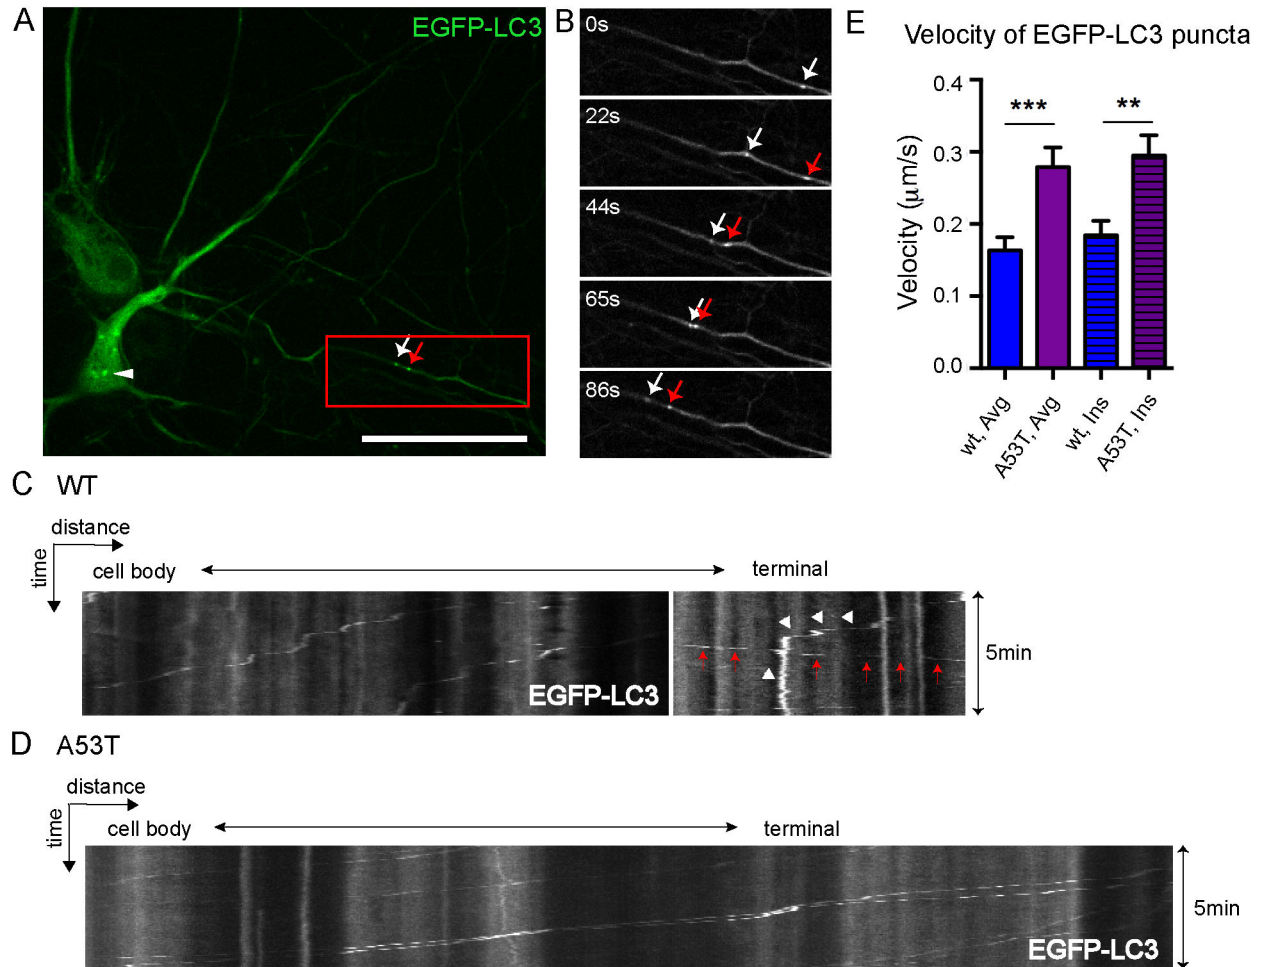 A
EGFP-LC3
B
0s
22s
44s
65s
86s
E
Velocity of EGFP-LC3 puncta
Velocity (μm/s)
0.4
0.3
0.2
0.1
0.0
***
**
wt, Avg
A53T, Avg
wt, Ins
A53T, Ins
C WT
distance
time
cell body
terminal
EGFP-LC3
5min
D A53T
distance
time
cell body
terminal
EGFP-LC3
5min